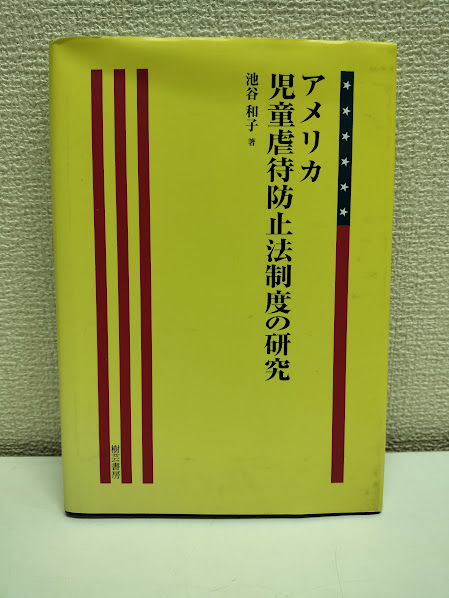 アメリカ
児童虐待防止法制度の研究
池谷 和子 著
樹芸書房